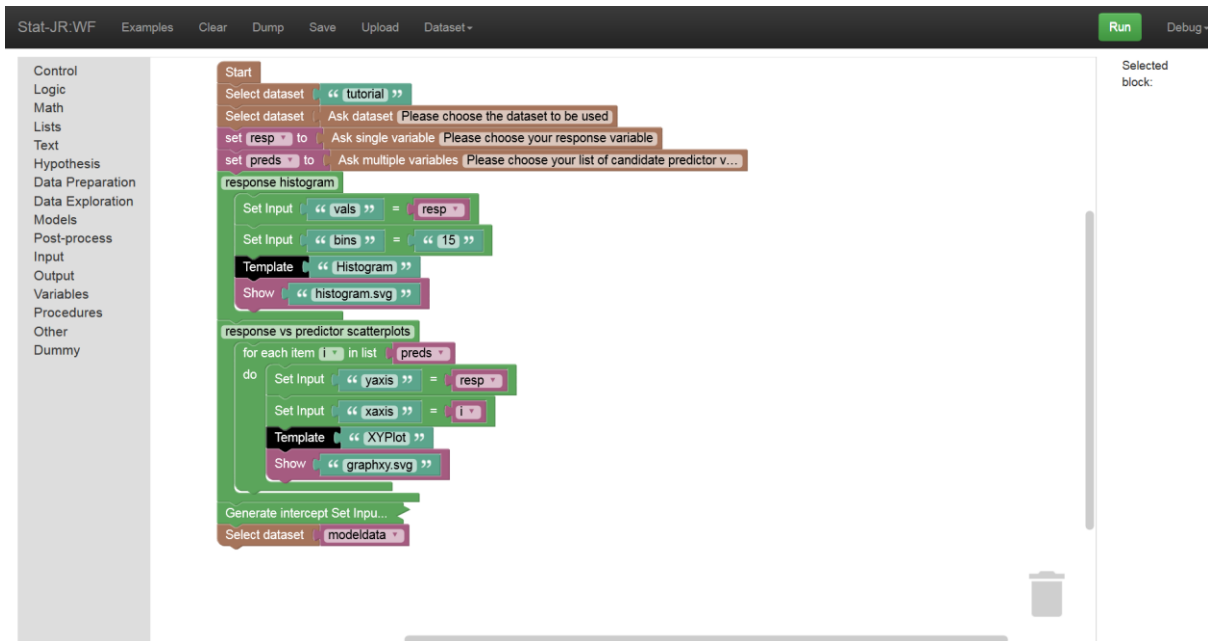 Stat-JR:WF Examples Clear Dump Save Upload Dataset Run Debug
Control
Logic
Math
Lists
Text
Hypothesis
Data Preparation
Data Exploration
Models
Post-process
Input
Output
Variables
Procedures
Other
Dummy
Start
Select dataset “ tutorial ”
Select dataset Ask dataset Please choose the dataset to be used
set resp to Ask single variable Please choose your response variable
set preds to Ask multiple variables Please choose your list of candidate predictor v...
response histogram
Set Input “ vals ” = resp
Set Input “ bins ” = “ 15 ”
Template “ Histogram ”
Show “ histogram.svg ”
response vs predictor scatterplots
for each item i in list preds
do Set Input “ yaxis ” = resp
Set Input “ xaxis ” = i
Template “ XYPlot ”
Show “ graphxy.svg ”
Generate intercept Set Inpu...
Select dataset modeldata
Selected
block: